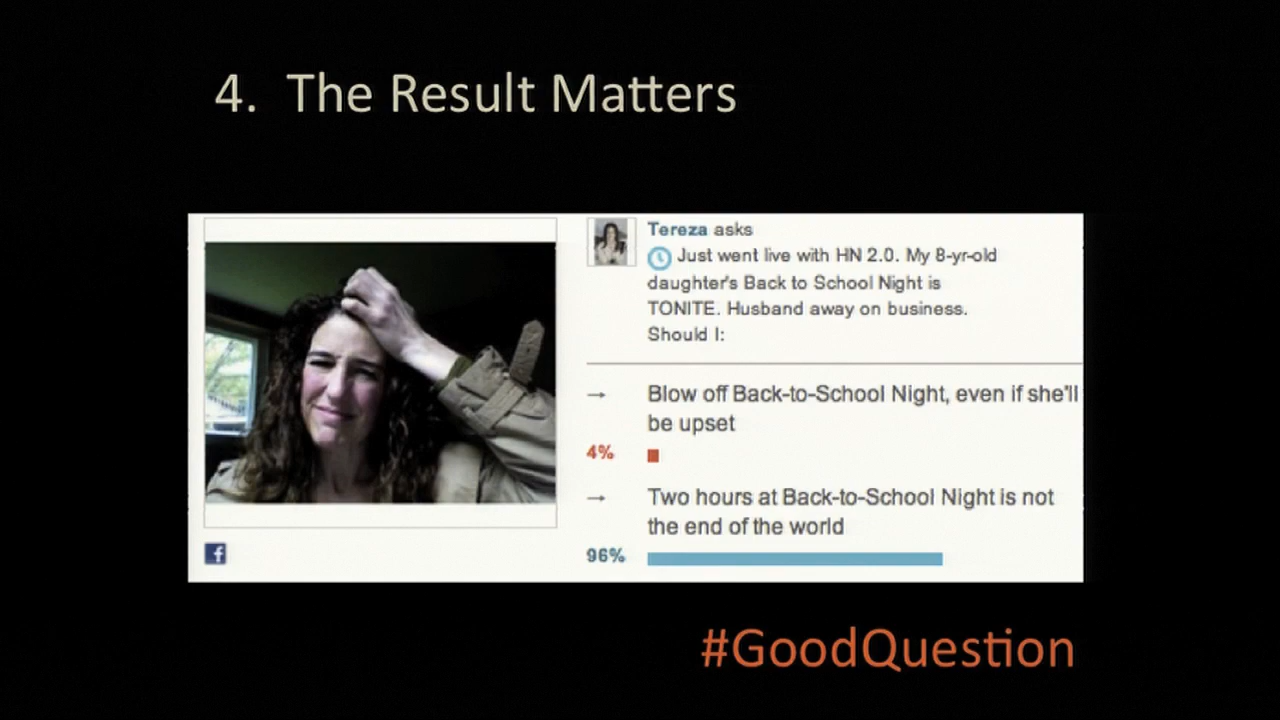 4. The Result Matters
Tereza asks
Just went live with HN 2.0. My 8-yr-old
daughter's Back to School Night is
TONITE. Husband away on business.
Should I:
→ Blow off Back-to-School Night, even if she'll
be upset
4%
→ Two hours at Back-to-School Night is not
the end of the world
96%
f
#GoodQuestion